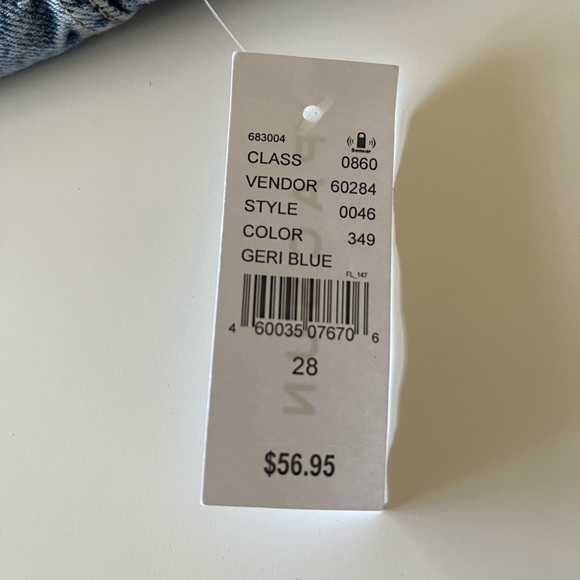 683004
Sensor
CLASS 0860
VENDOR 60284
STYLE 0046
COLOR 349
GERI BLUE
FL_147
4 60035 07670 6
28
$56.95